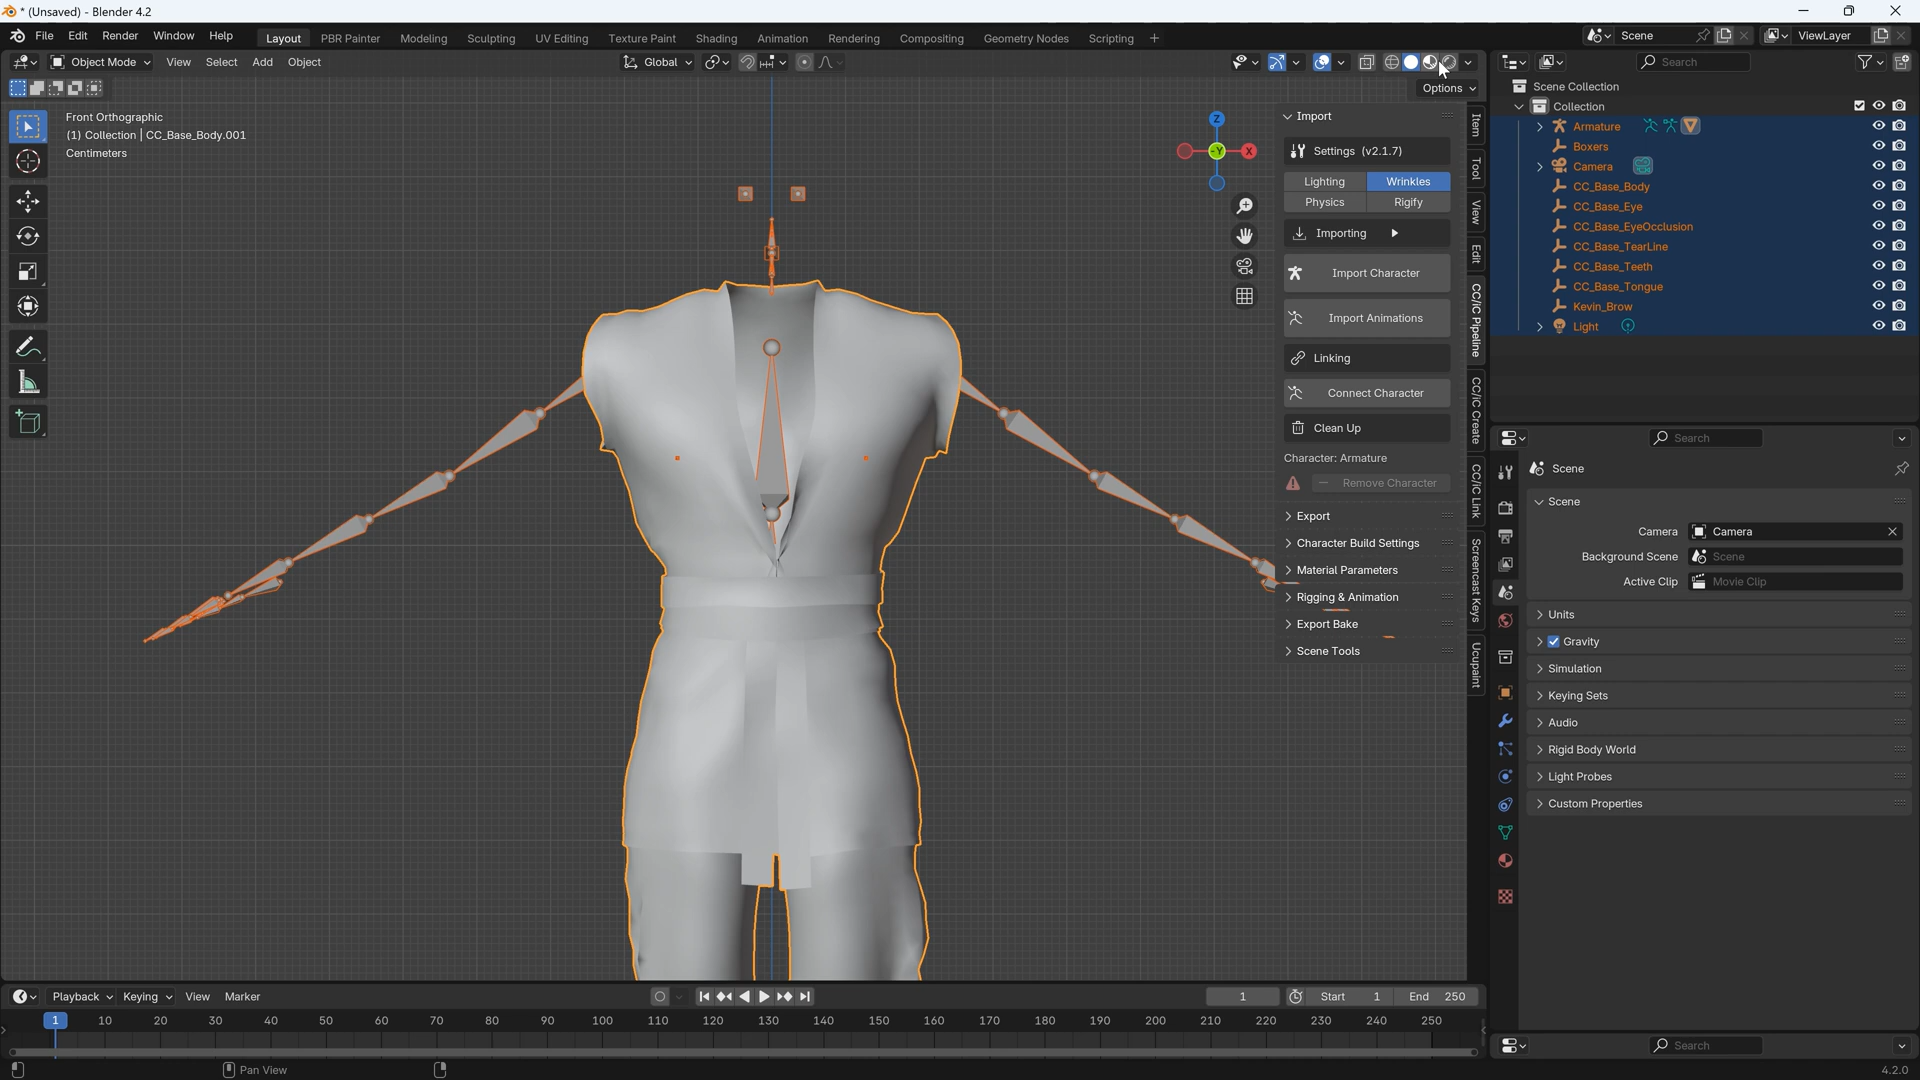 * (Unsaved) - Blender 4.2
File Edit Render Window Help Layout PBR Painter Modeling Sculpting UV Editing Texture Paint Shading Animation Rendering Compositing Geometry Nodes Scripting + Scene ViewLayer
Object Mode View Select Add Object Global Search
Options
Front Orthographic
(1) Collection | CC_Base_Body.001
Centimeters
Z
-Y
X
Import
Settings (v2.1.7)
Lighting Wrinkles
Physics Rigify
Importing
Import Character
Import Animations
Linking
Connect Character
Clean Up
Character: Armature
Remove Character
Export
Character Build Settings
Material Parameters
Rigging & Animation
Export Bake
Scene Tools
Item
Tool
View
Edit
CC/iC Pipeline
CC/iC Create
CC/iC Link
Screencast Keys
Ucupaint
Scene Collection
Collection
Armature
Boxers
Camera
CC_Base_Body
CC_Base_Eye
CC_Base_EyeOcclusion
CC_Base_TearLine
CC_Base_Teeth
CC_Base_Tongue
Kevin_Brow
Light
Search
Scene
Scene
Camera Camera
Background Scene Scene
Active Clip Movie Clip
Units
Gravity
Simulation
Keying Sets
Audio
Rigid Body World
Light Probes
Custom Properties
Playback Keying View Marker 1 Start 1 End 250
1 10 20 30 40 50 60 70 80 90 100 110 120 130 140 150 160 170 180 190 200 210 220 230 240 250
Search
Pan View 4.2.0